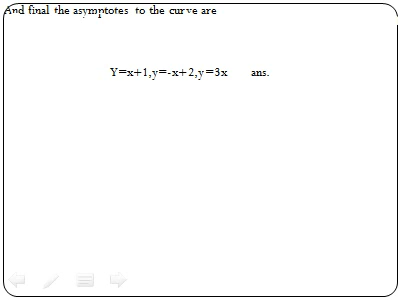 And final the asymptotes to the curve are
Y=x+1,y=-x+2,y=3x ans.